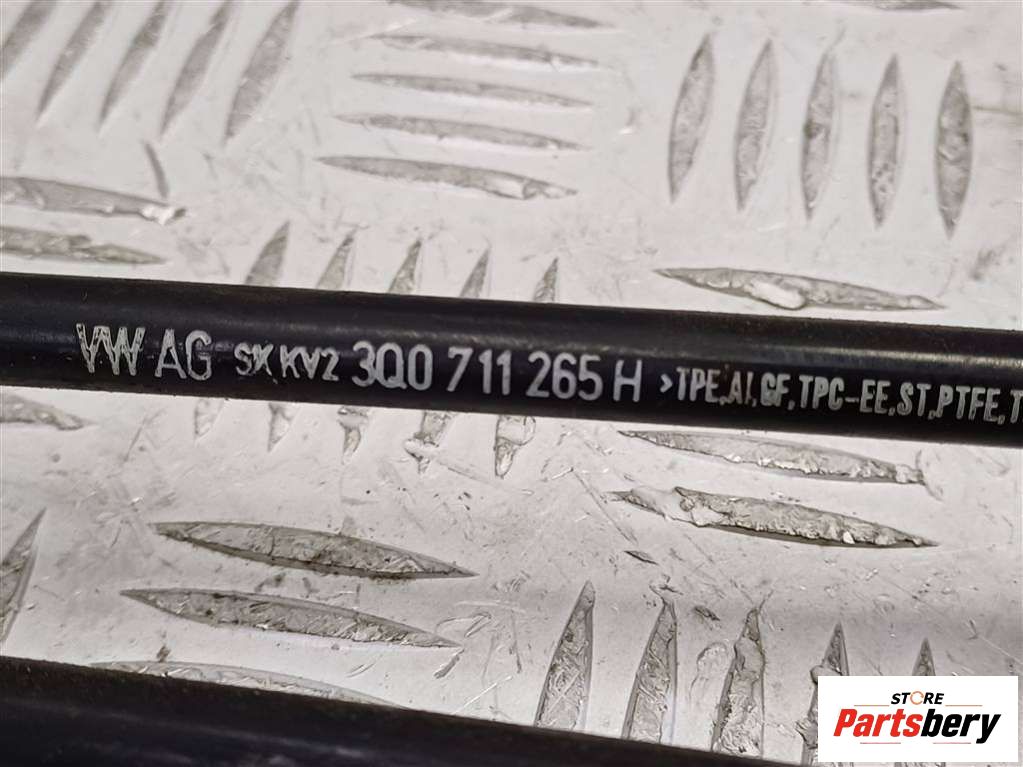 VW AG SK KV2 3Q0 711 265 H >TPE,AI,GF,TPC-EE,ST,PTFE,T
STORE
Partsbery